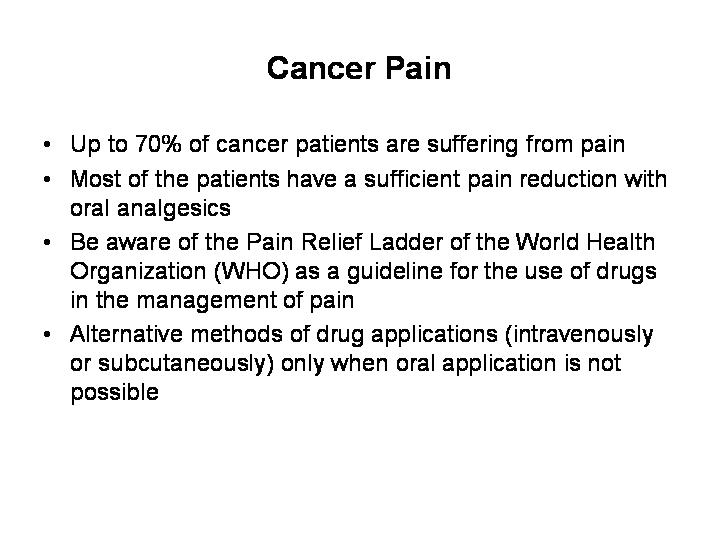 Cancer Pain
• Up to 70% of cancer patients are suffering from pain
• Most of the patients have a sufficient pain reduction with
oral analgesics
• Be aware of the Pain Relief Ladder of the World Health
Organization (WHO) as a guideline for the use of drugs
in the management of pain
• Alternative methods of drug applications (intravenously
or subcutaneously) only when oral application is not
possible